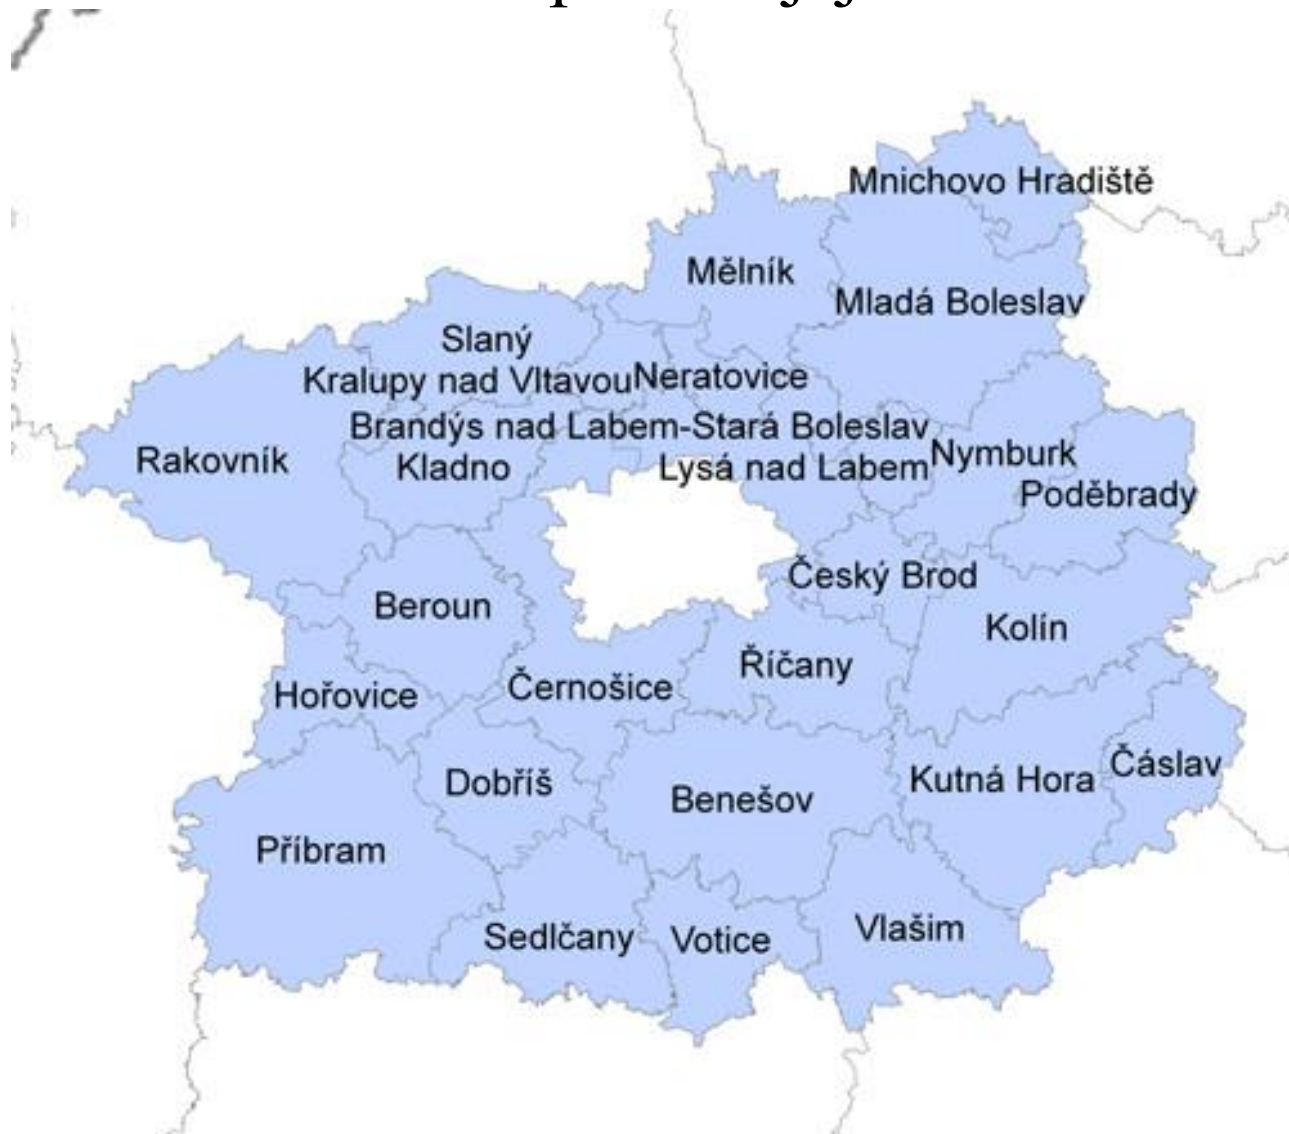 Mnichovo Hradiště
Mělník
Mladá Boleslav
Slaný
Kralupy nad Vltavou
Neratovice
Brandýs nad Labem-Stará Boleslav
Rakovník
Kladno
Lysá nad Labem
Nymburk
Poděbrady
Český Brod
Beroun
Kolín
Říčany
Hořovice
Černošice
Čáslav
Dobříš
Kutná Hora
Benešov
Příbram
Sedlčany
Votice
Vlašim